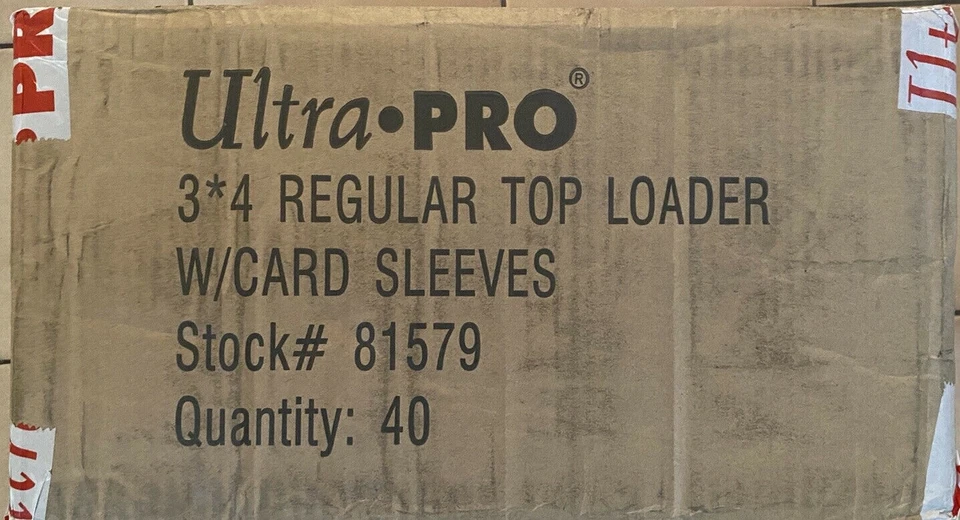 Ultra•PRO®
3*4 REGULAR TOP LOADER
W/CARD SLEEVES
Stock# 81579
Quantity: 40